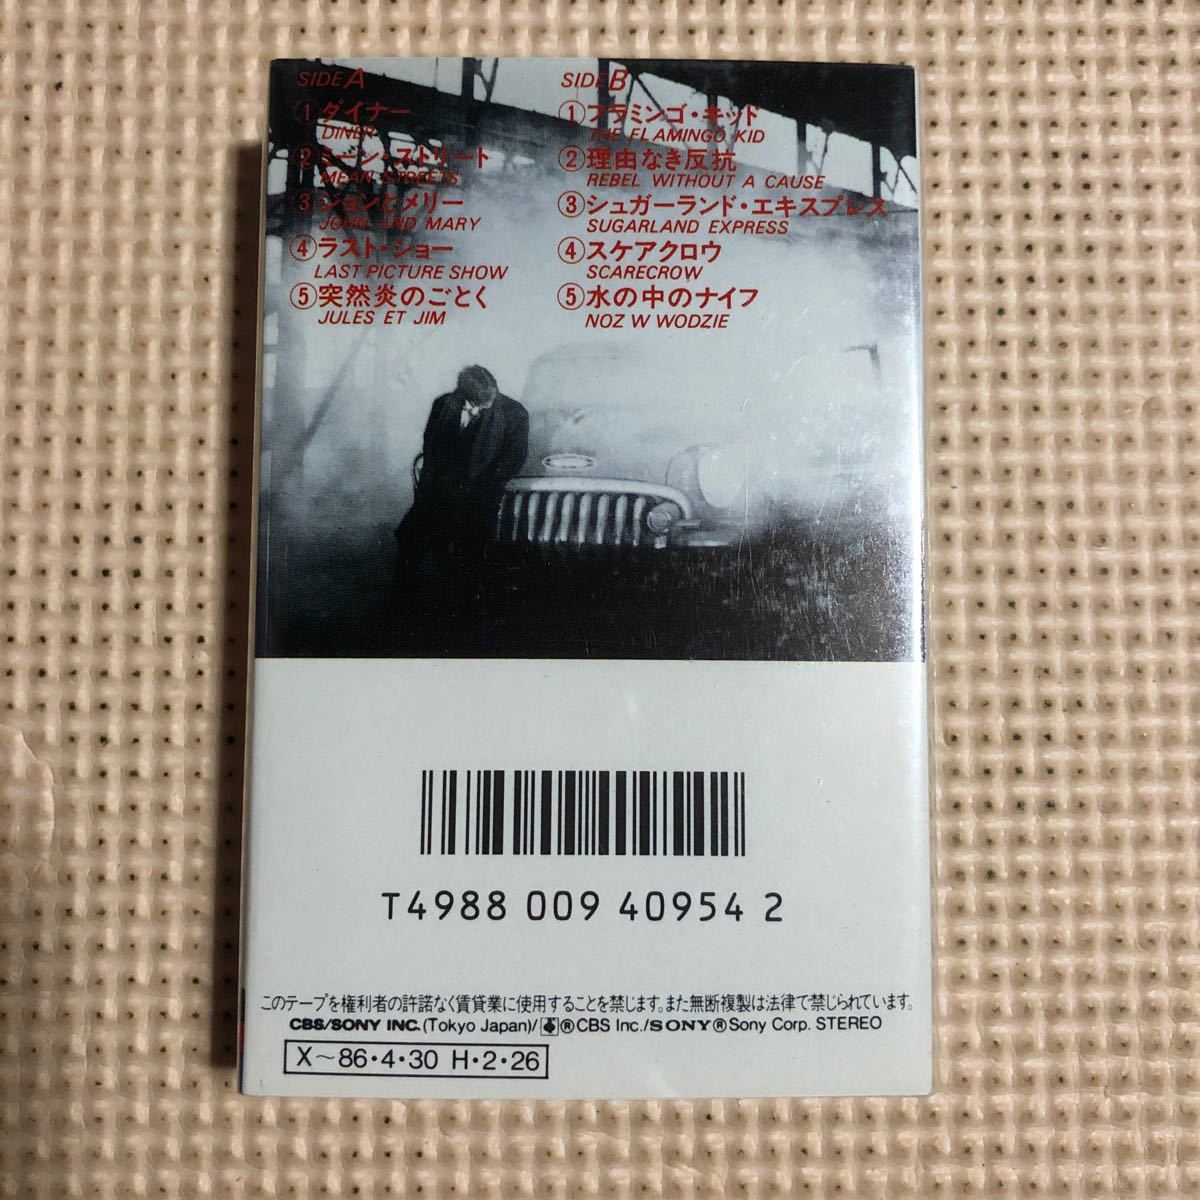 SIDE A
①ダイナー
DINER
②ミーン・ストリート
MEAN STREETS
③ジョンとメリー
JOHN AND MARY
④ラスト・ショー
LAST PICTURE SHOW
⑤突然炎のごとく
JULES ET JIM
SIDE B
①フラミンゴ・キッド
THE FLAMINGO KID
②理由なき反抗
REBEL WITHOUT A CAUSE
③シュガーランド・エキスプレス
SUGARLAND EXPRESS
④スケアクロウ
SCARECROW
⑤水の中のナイフ
NOZ W WODZIE
T4988 009 40954 2
このテープを権利者の許諾なく賃貸業に使用することを禁じます。また無断複製は法律で禁じられています。
CBS/SONY INC.(Tokyo Japan)/®CBS Inc./SONY®Sony Corp. STEREO
X～86・4・30 H・2・26